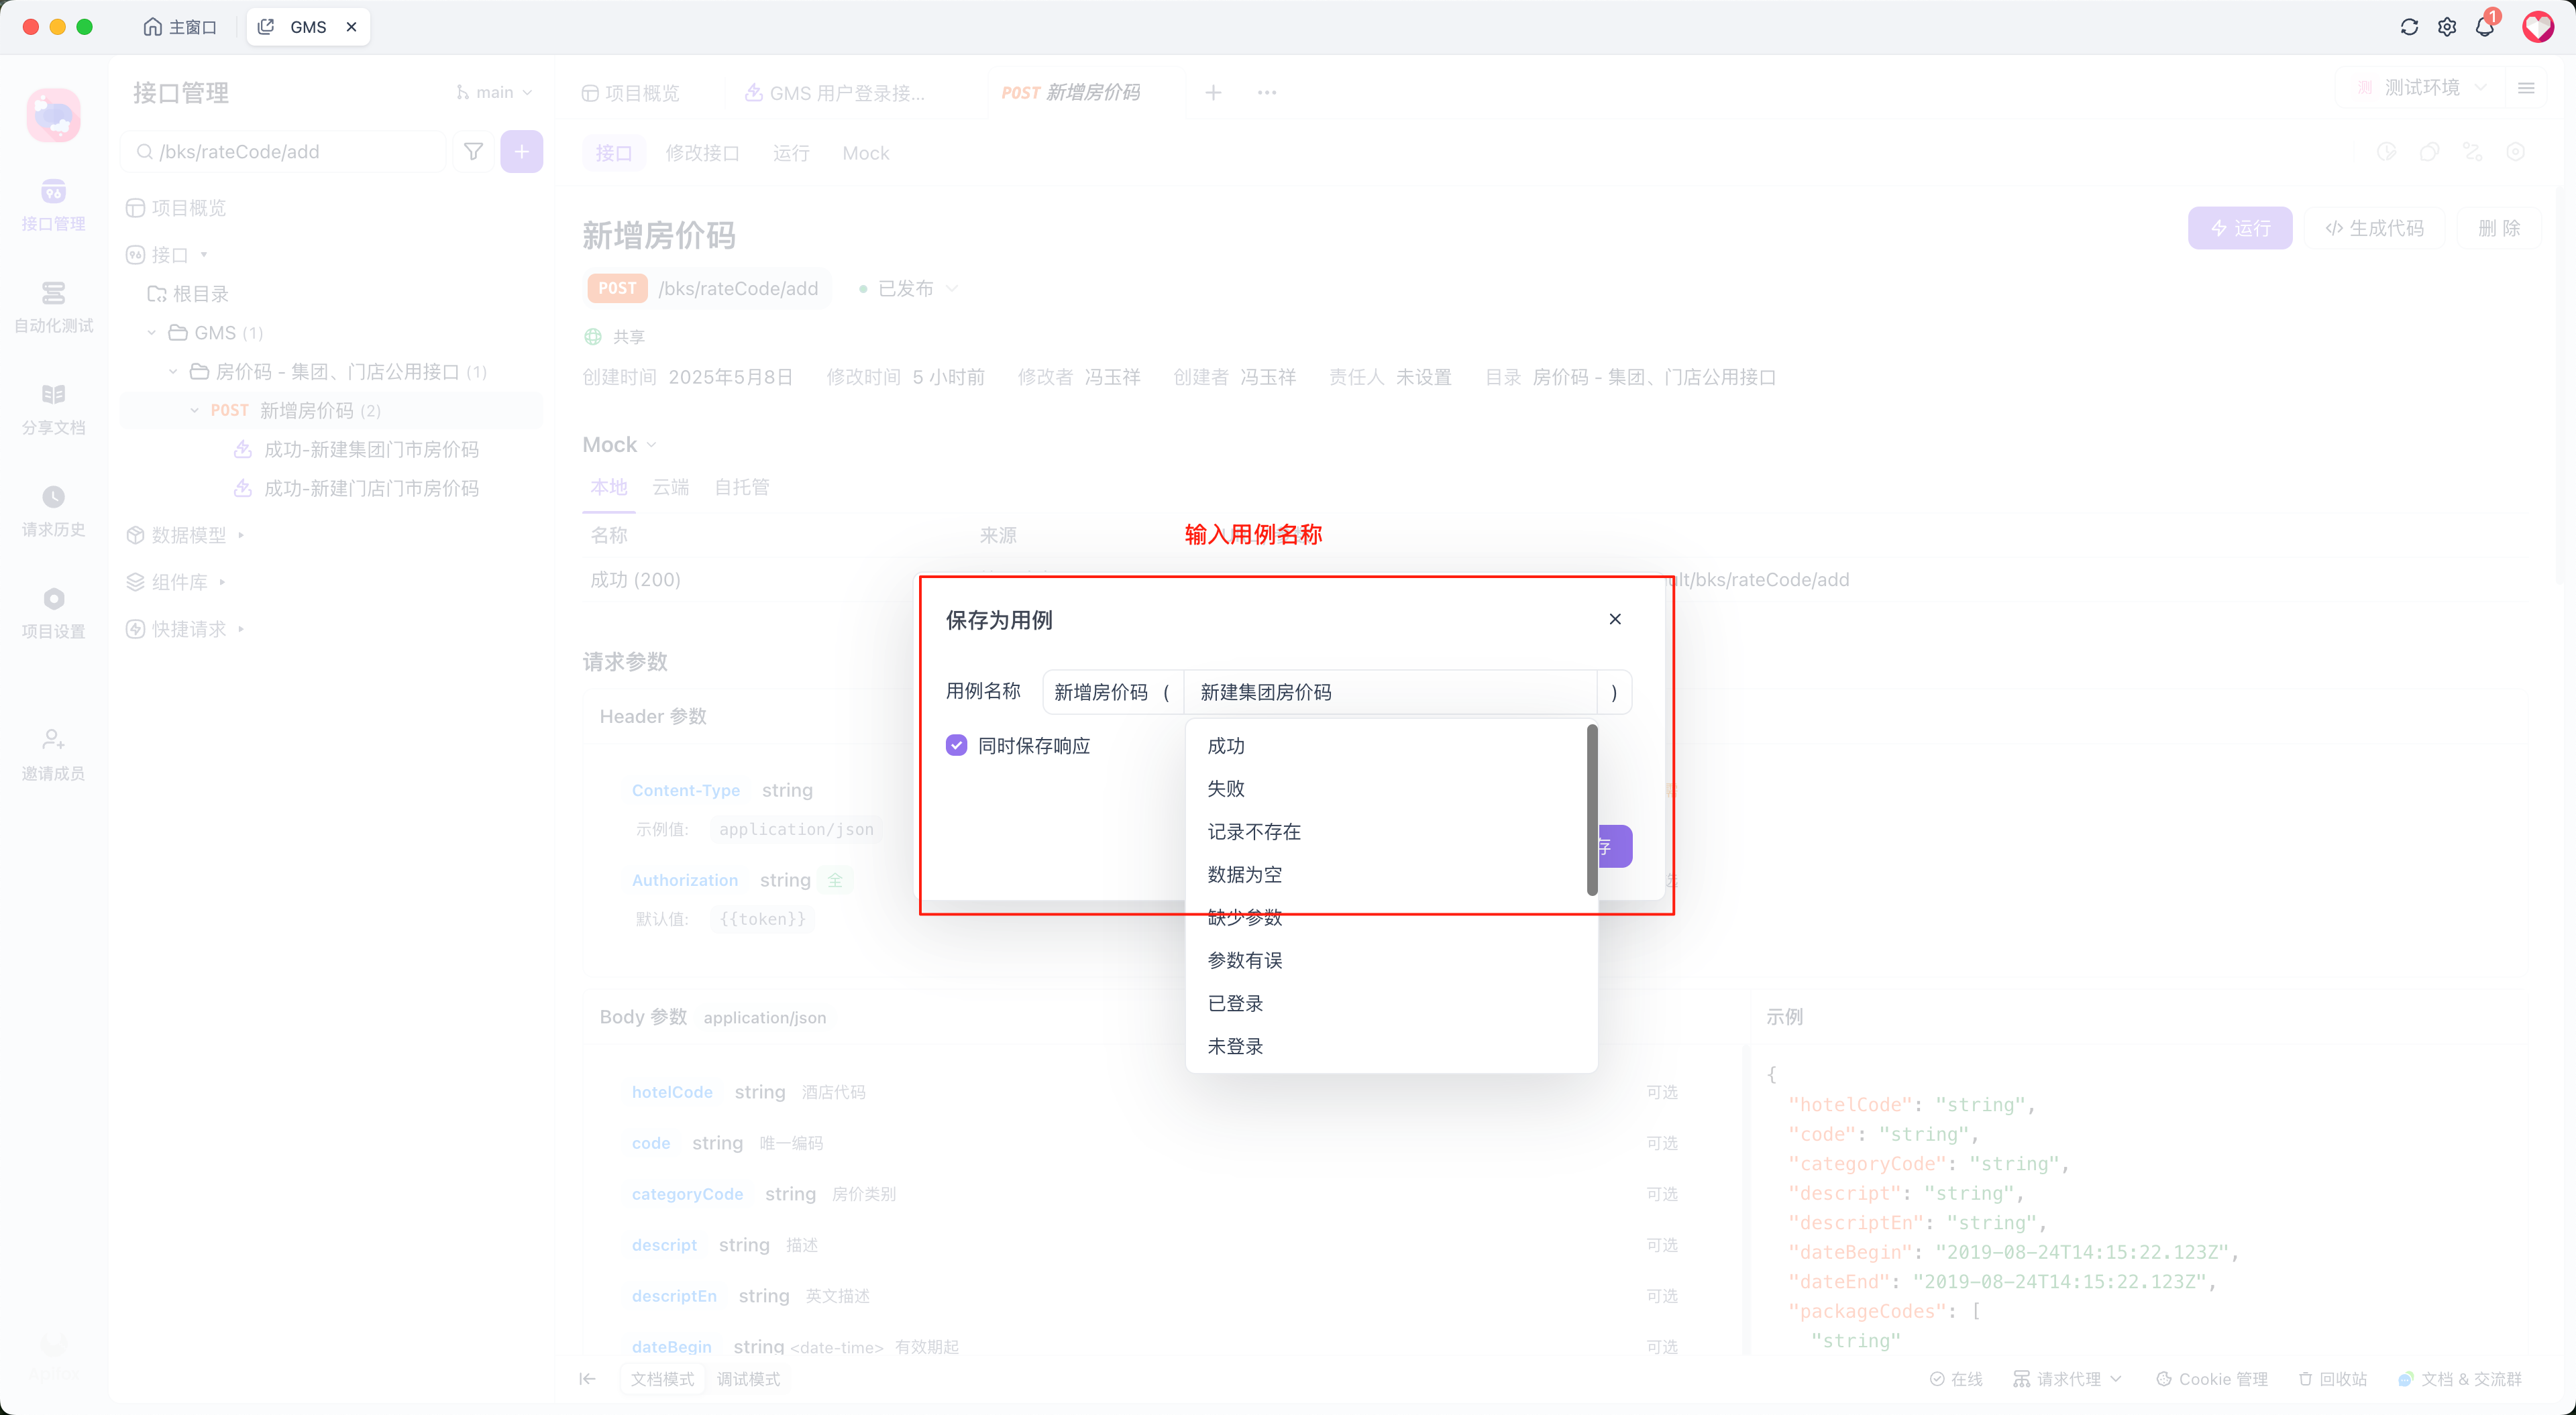 主窗口
GMS
1
接口管理
main
/bks/rateCode/add
接口管理
自动化测试
分享文档
请求历史
项目设置
邀请成员
项目概览
接口
根目录
GMS (1)
房价码 - 集团、门店公用接口 (1)
POST 新增房价码 (2)
成功-新建集团门市房价码
成功-新建门店门市房价码
数据模型
组件库
快捷请求
项目概览
GMS 用户登录接...
POST 新增房价码
测 测试环境
接口 修改接口 运行 Mock
新增房价码
运行
生成代码
删 除
POST /bks/rateCode/add
已发布
共享
创建时间 2025年5月8日 修改时间 5 小时前 修改者 冯玉祥 创建者 冯玉祥 责任人 未设置 目录 房价码 - 集团、门店公用接口
Mock
本地 云端 自托管
输入用例名称
名称 来源
成功 (200)
ult/bks/rateCode/add
保存为用例
用例名称 新增房价码 ( 新建集团房价码 )
同时保存响应
成功
失败
记录不存在
数据为空
缺少参数
参数有误
已登录
未登录
存
请求参数
Header 参数
Content-Type string
示例值: application/json
Authorization string 全
默认值: {{token}}
Body 参数 application/json
hotelCode string 酒店代码 可选
code string 唯一编码 可选
categoryCode string 房价类别 可选
descript string 描述 可选
descriptEn string 英文描述 可选
dateBegin string <date-time> 有效期起 可选
示例
{
"hotelCode": "string",
"code": "string",
"categoryCode": "string",
"descript": "string",
"descriptEn": "string",
"dateBegin": "2019-08-24T14:15:22.123Z",
"dateEnd": "2019-08-24T14:15:22.123Z",
"packageCodes": [
"string"
文档模式 调试模式
在线 请求代理 Cookie 管理 回收站 文档 & 交流群